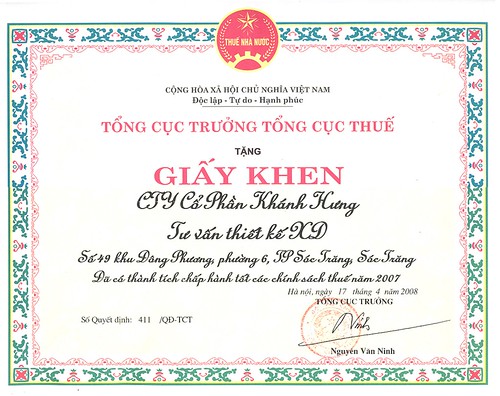 THUẾ NHÀ NƯỚC
CỘNG HÒA XÃ HỘI CHỦ NGHĨA VIỆT NAM
Độc lập - Tự do - Hạnh phúc
TỔNG CỤC TRƯỞNG TỔNG CỤC THUẾ
TẶNG
GIẤY KHEN
CTY Cổ Phần Khánh Hưng
Tư vấn thiết kế XD
Số 49 khu Đông Phương, phường 6, TP Sóc Trăng, Sóc Trăng
Đã có thành tích chấp hành tốt các chính sách thuế năm 2007
Hà nội, ngày 17 tháng 4 năm 2008
TỔNG CỤC TRƯỞNG
Số Quyết định: 411 /QĐ-TCT
Nguyễn Văn Ninh